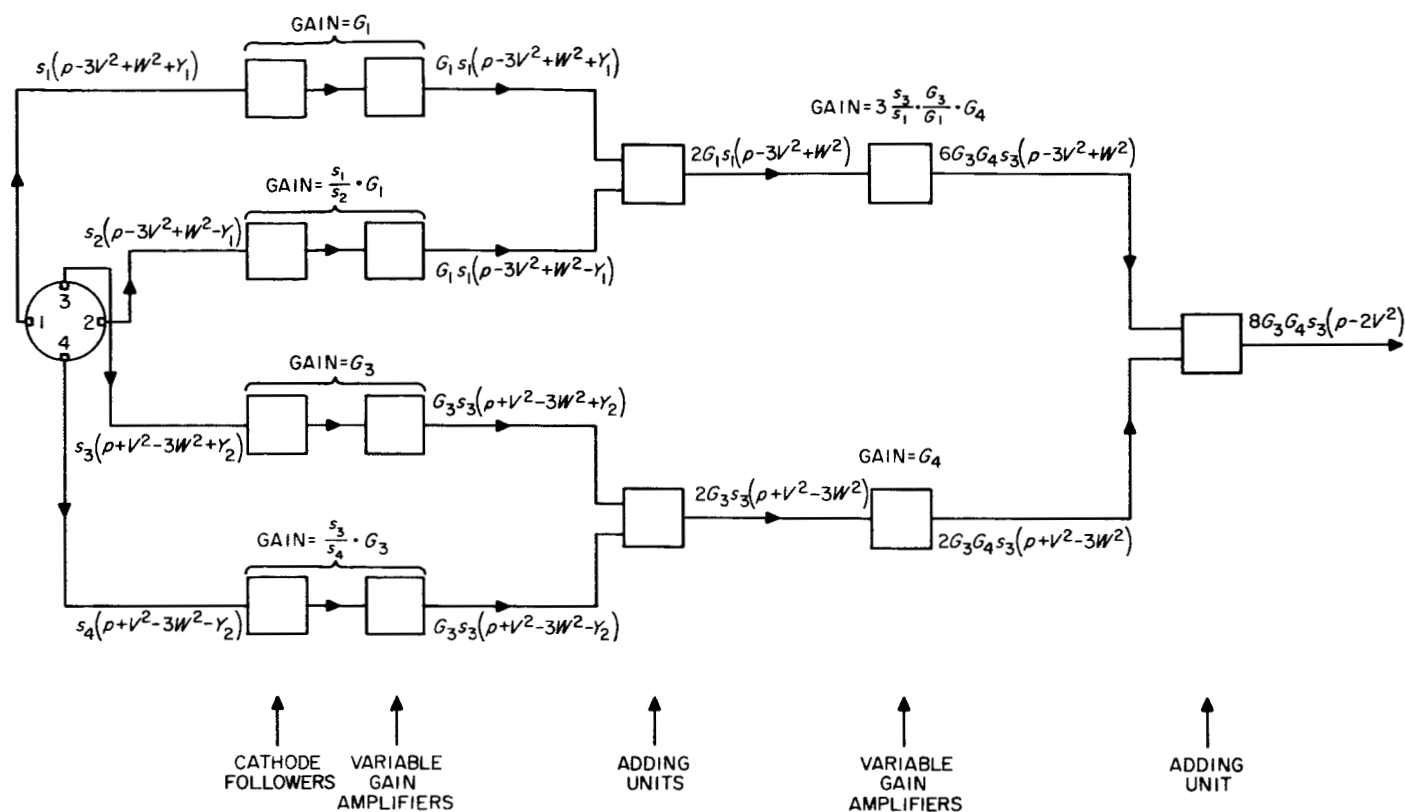 GAIN=G₁
s₁(p-3V²+W²+Y₁)
G₁s₁(p-3V²+W²+Y₁)
GAIN=3 s₃/s₁ · G₃/G₁ · G₄
2G₁s₁(p-3V²+W²)
6G₃G₄s₃(p-3V²+W²)
GAIN= s₁/s₂ · G₁
s₂(p-3V²+W²-Y₁)
G₁s₁(p-3V²+W²-Y₁)
3
1
2
4
8G₃G₄s₃(p-2V²)
GAIN=G₃
G₃s₃(p+V²-3W²+Y₂)
s₃(p+V²-3W²+Y₂)
GAIN=G₄
2G₃s₃(p+V²-3W²)
2G₃G₄s₃(p+V²-3W²)
GAIN= s₃/s₄ · G₃
s₄(p+V²-3W²-Y₂)
G₃s₃(p+V²-3W²-Y₂)
CATHODE
FOLLOWERS
VARIABLE
GAIN
AMPLIFIERS
ADDING
UNITS
VARIABLE
GAIN
AMPLIFIERS
ADDING
UNIT